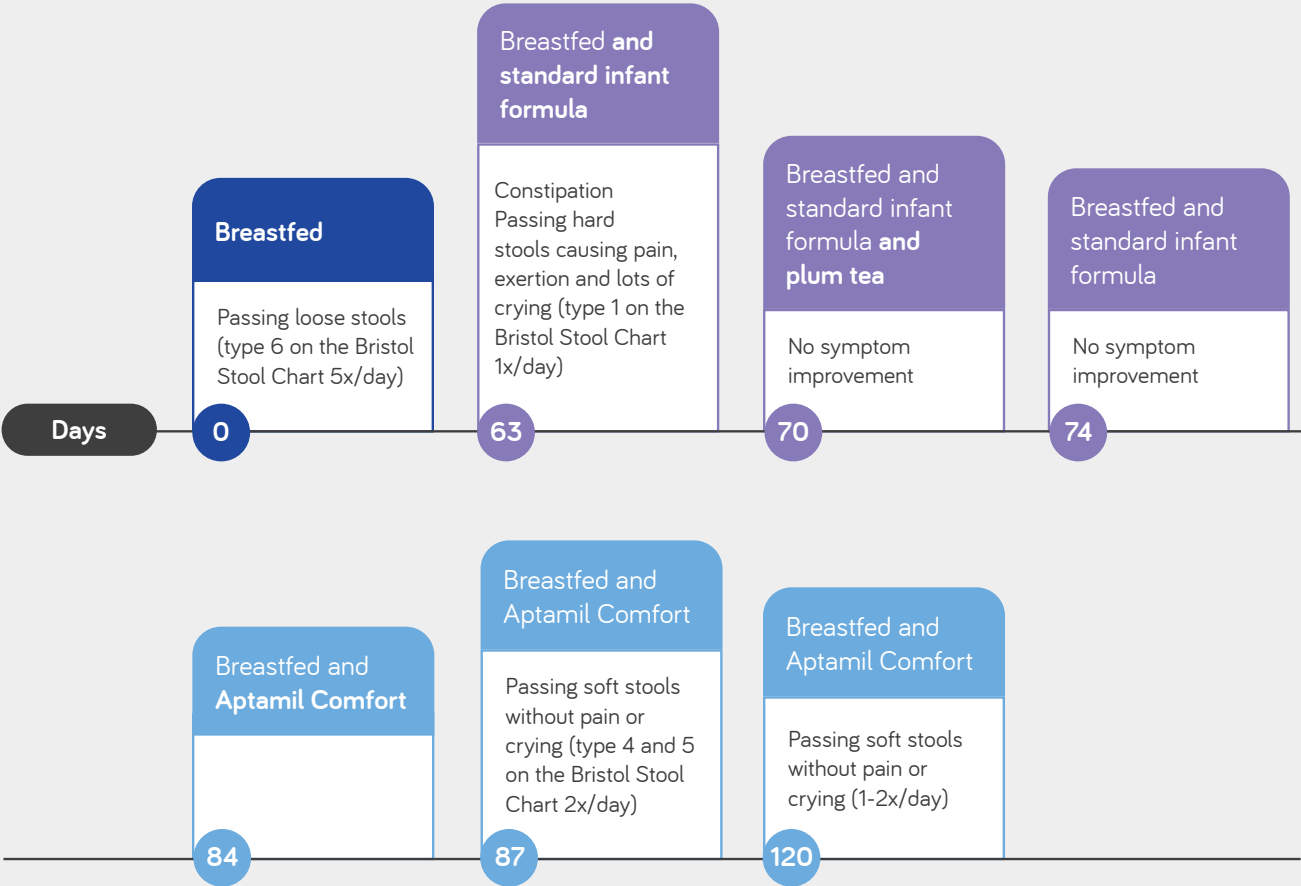 Breastfed
Passing loose stools
(type 6 on the Bristol
Stool Chart 5x/day)
Breastfed and
standard infant
formula
Constipation
Passing hard
stools causing pain,
exertion and lots of
crying (type 1 on the
Bristol Stool Chart
1x/day)
Breastfed and
standard infant
formula and
plum tea
No symptom
improvement
Breastfed and
standard infant
formula
No symptom
improvement
Days
0
63
70
74
Breastfed and
Aptamil Comfort
Breastfed and
Aptamil Comfort
Passing soft stools
without pain or
crying (type 4 and 5
on the Bristol Stool
Chart 2x/day)
Breastfed and
Aptamil Comfort
Passing soft stools
without pain or
crying (1-2x/day)
84
87
120